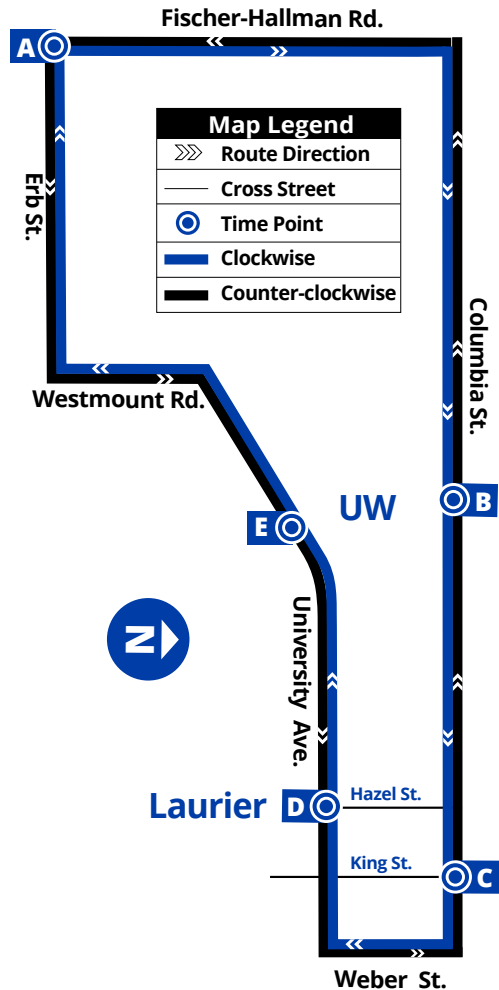 Fischer-Hallman Rd.
A
Map Legend
Route Direction
Cross Street
Time Point
Clockwise
Counter-clockwise
Erb St.
Columbia St.
Westmount Rd.
UW
B
E
N
University Ave.
Laurier
D
Hazel St.
King St.
C
Weber St.